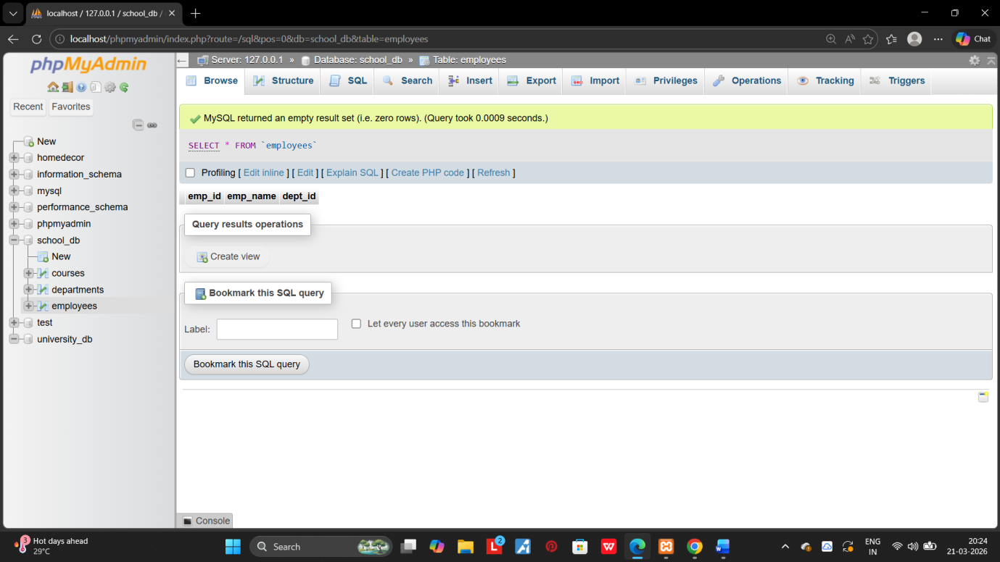 localhost / 127.0.0.1 / school_db /
localhost/phpmyadmin/index.php?route=/sql&pos=0&db=school_db&table=employees
Chat
phpMyAdmin
Recent Favorites
New
homedecor
information_schema
mysql
performance_schema
phpmyadmin
school_db
New
courses
departments
employees
test
university_db
Server: 127.0.0.1 » Database: school_db » Table: employees
Browse Structure SQL Search Insert Export Import Privileges Operations Tracking Triggers
MySQL returned an empty result set (i.e. zero rows). (Query took 0.0009 seconds.)
SELECT * FROM `employees`
Profiling [ Edit inline ] [ Edit ] [ Explain SQL ] [ Create PHP code ] [ Refresh ]
emp_id emp_name dept_id
Query results operations
Create view
Bookmark this SQL query
Label: Let every user access this bookmark
Bookmark this SQL query
Console
3 Hot days ahead
29°C
Search
2
ENG
IN
20:24
21-03-2026